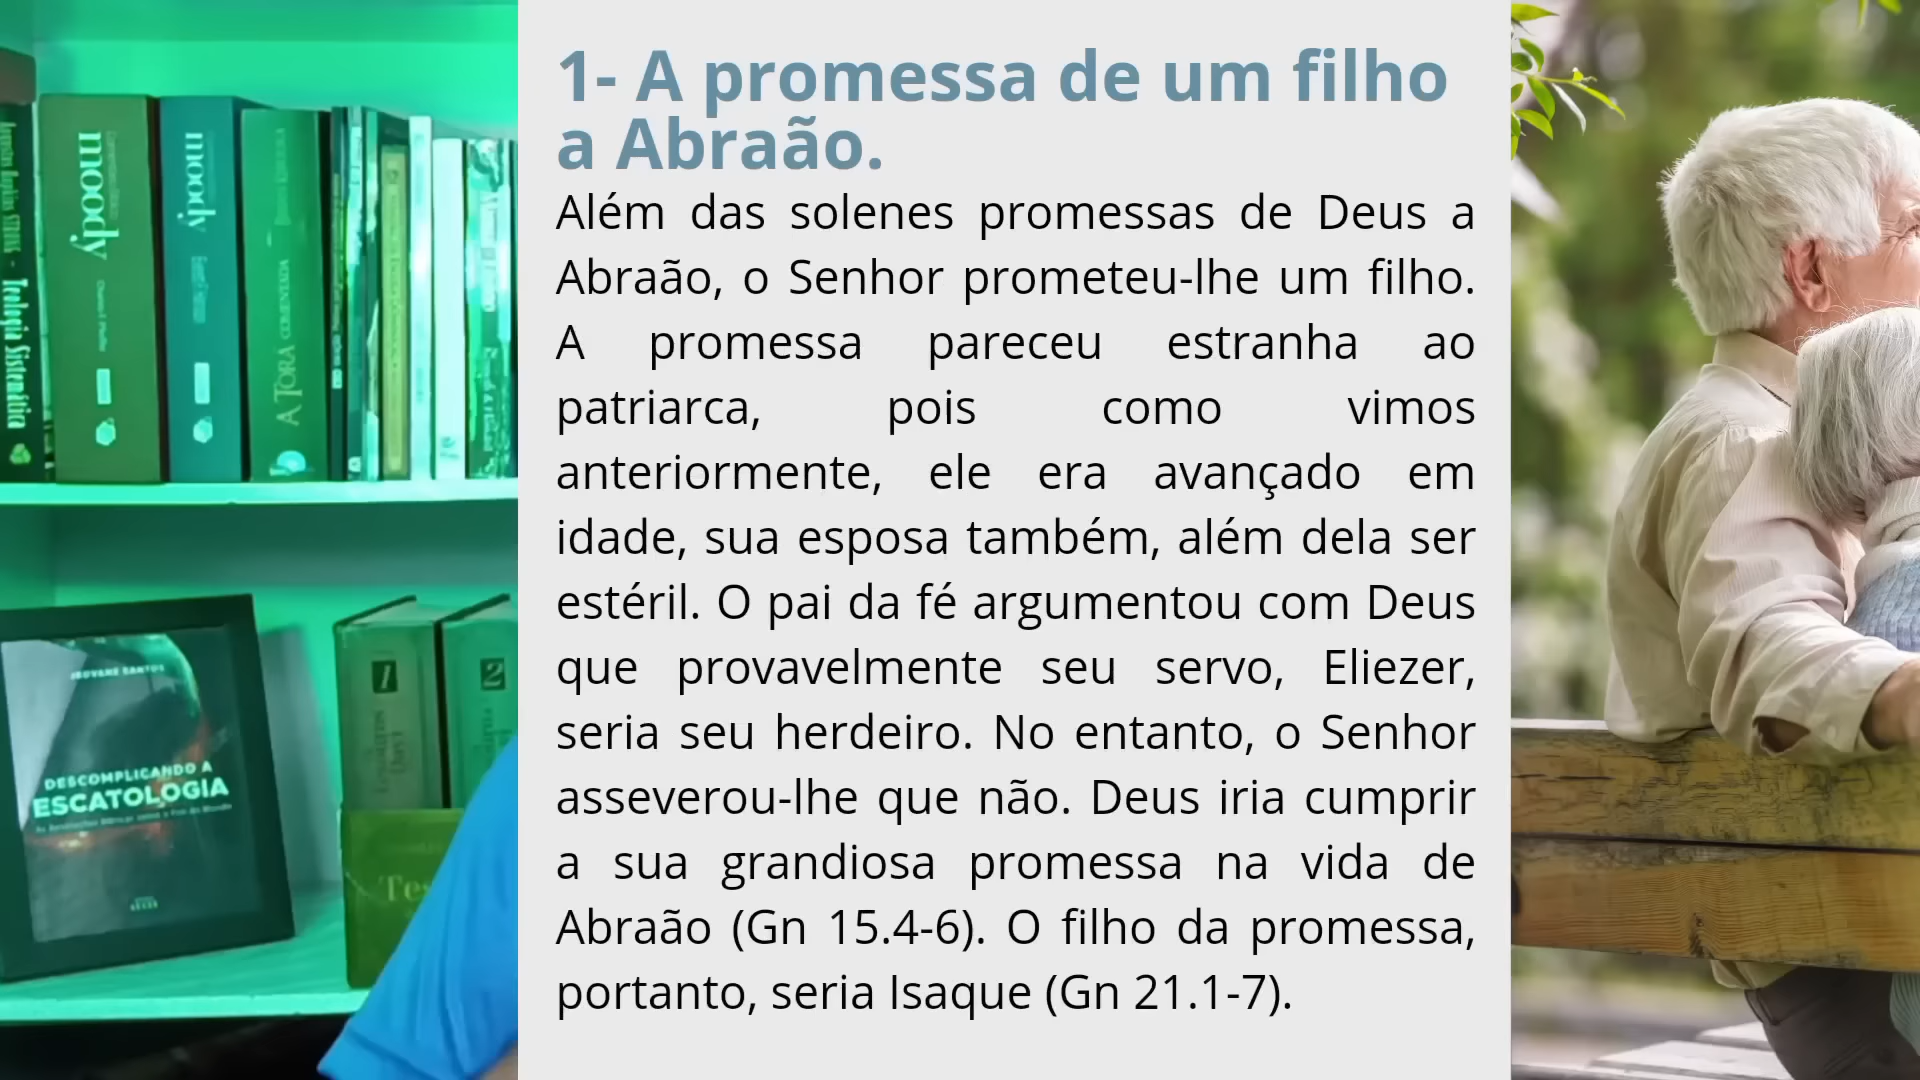 1- A promessa de um filho
a Abraão.
Além das solenes promessas de Deus a
Abraão, o Senhor prometeu-lhe um filho.
A promessa pareceu estranha ao
patriarca, pois como vimos
anteriormente, ele era avançado em
idade, sua esposa também, além dela ser
estéril. O pai da fé argumentou com Deus
que provavelmente seu servo, Eliezer,
seria seu herdeiro. No entanto, o Senhor
asseverou-lhe que não. Deus iria cumprir
a sua grandiosa promessa na vida de
Abraão (Gn 15.4-6). O filho da promessa,
portanto, seria Isaque (Gn 21.1-7).
Teologia Sistemática
moody
moody
A TORÁ
DESCOMPLICANDO A
ESCATOLOGIA
1
2